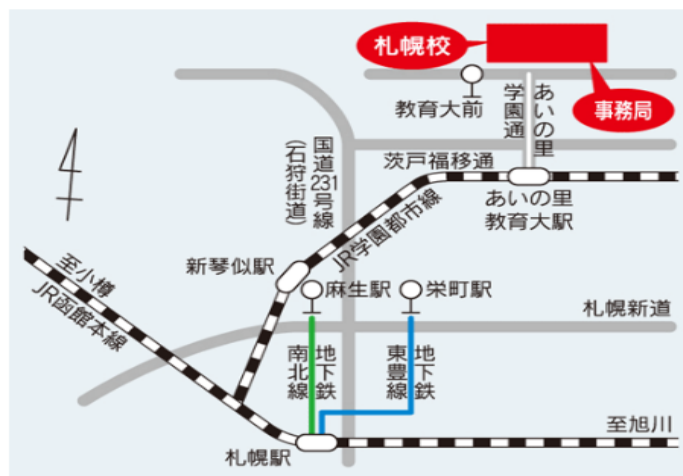 札幌校
事務局
教育大前
あいの里
学園通
国道231号線
(石狩街道)
茨戸福移通
あいの里
教育大駅
JR学園都市線
新琴似駅
至小樽
JR函館本線
麻生駅
栄町駅
札幌新道
地下鉄
南北線
地下鉄
東豊線
至旭川
札幌駅